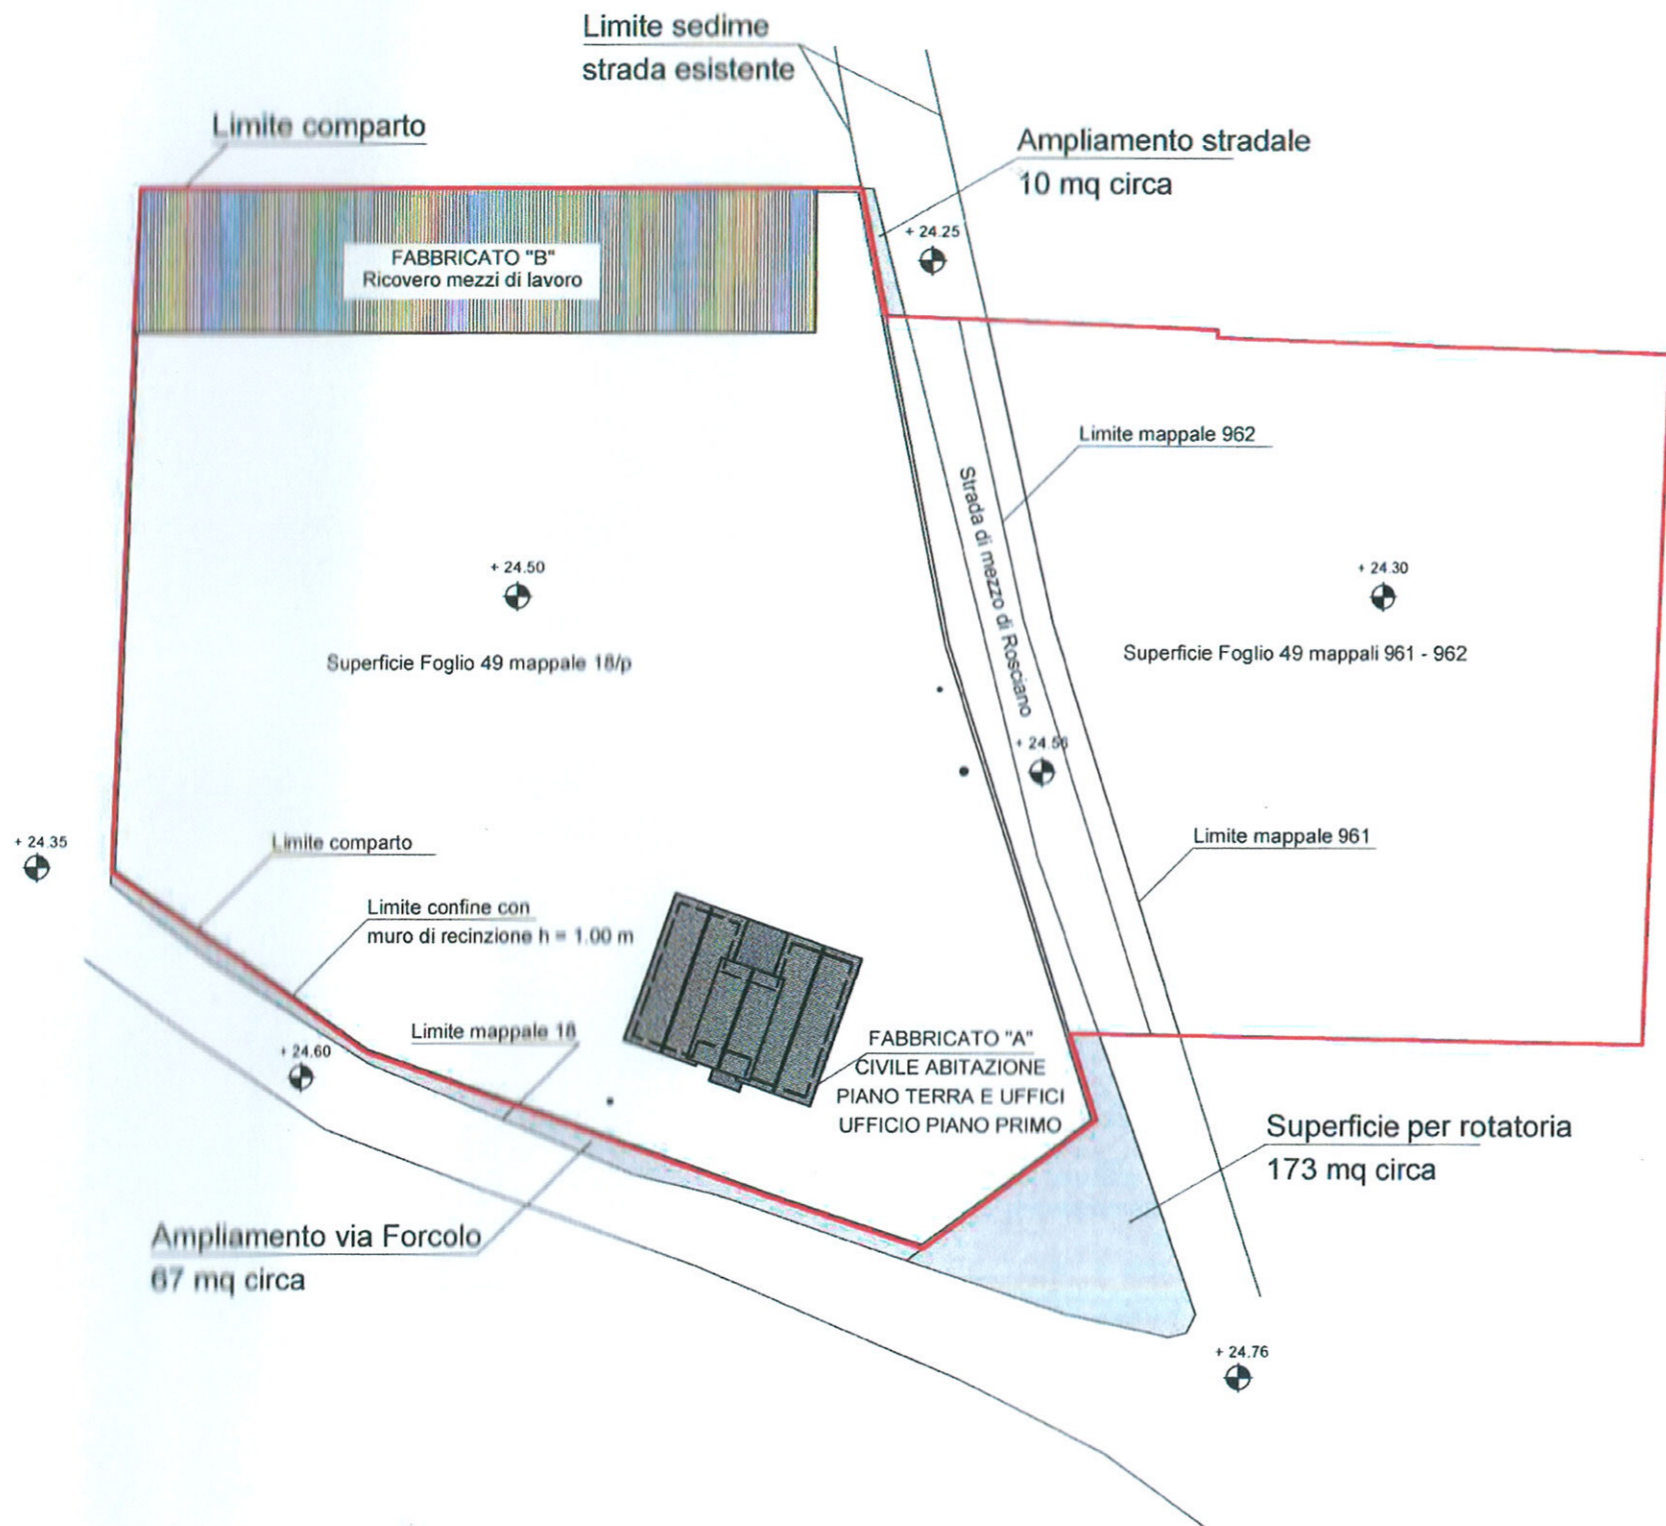 Limite sedime
strada esistente
Limite comparto
Ampliamento stradale
10 mq circa
+ 24.25
FABBRICATO "B"
Ricovero mezzi di lavoro
Limite mappale 962
Strada di mezzo di Rosciano
+ 24.50
+ 24.30
Superficie Foglio 49 mappale 18/p
Superficie Foglio 49 mappali 961 - 962
+ 24.56
+ 24.35
Limite comparto
Limite mappale 961
Limite confine con
muro di recinzione h = 1.00 m
Limite mappale 18
+ 24.60
FABBRICATO "A"
CIVILE ABITAZIONE
PIANO TERRA E UFFICI
UFFICIO PIANO PRIMO
Superficie per rotatoria
173 mq circa
Ampliamento via Forcolo
67 mq circa
+ 24.76